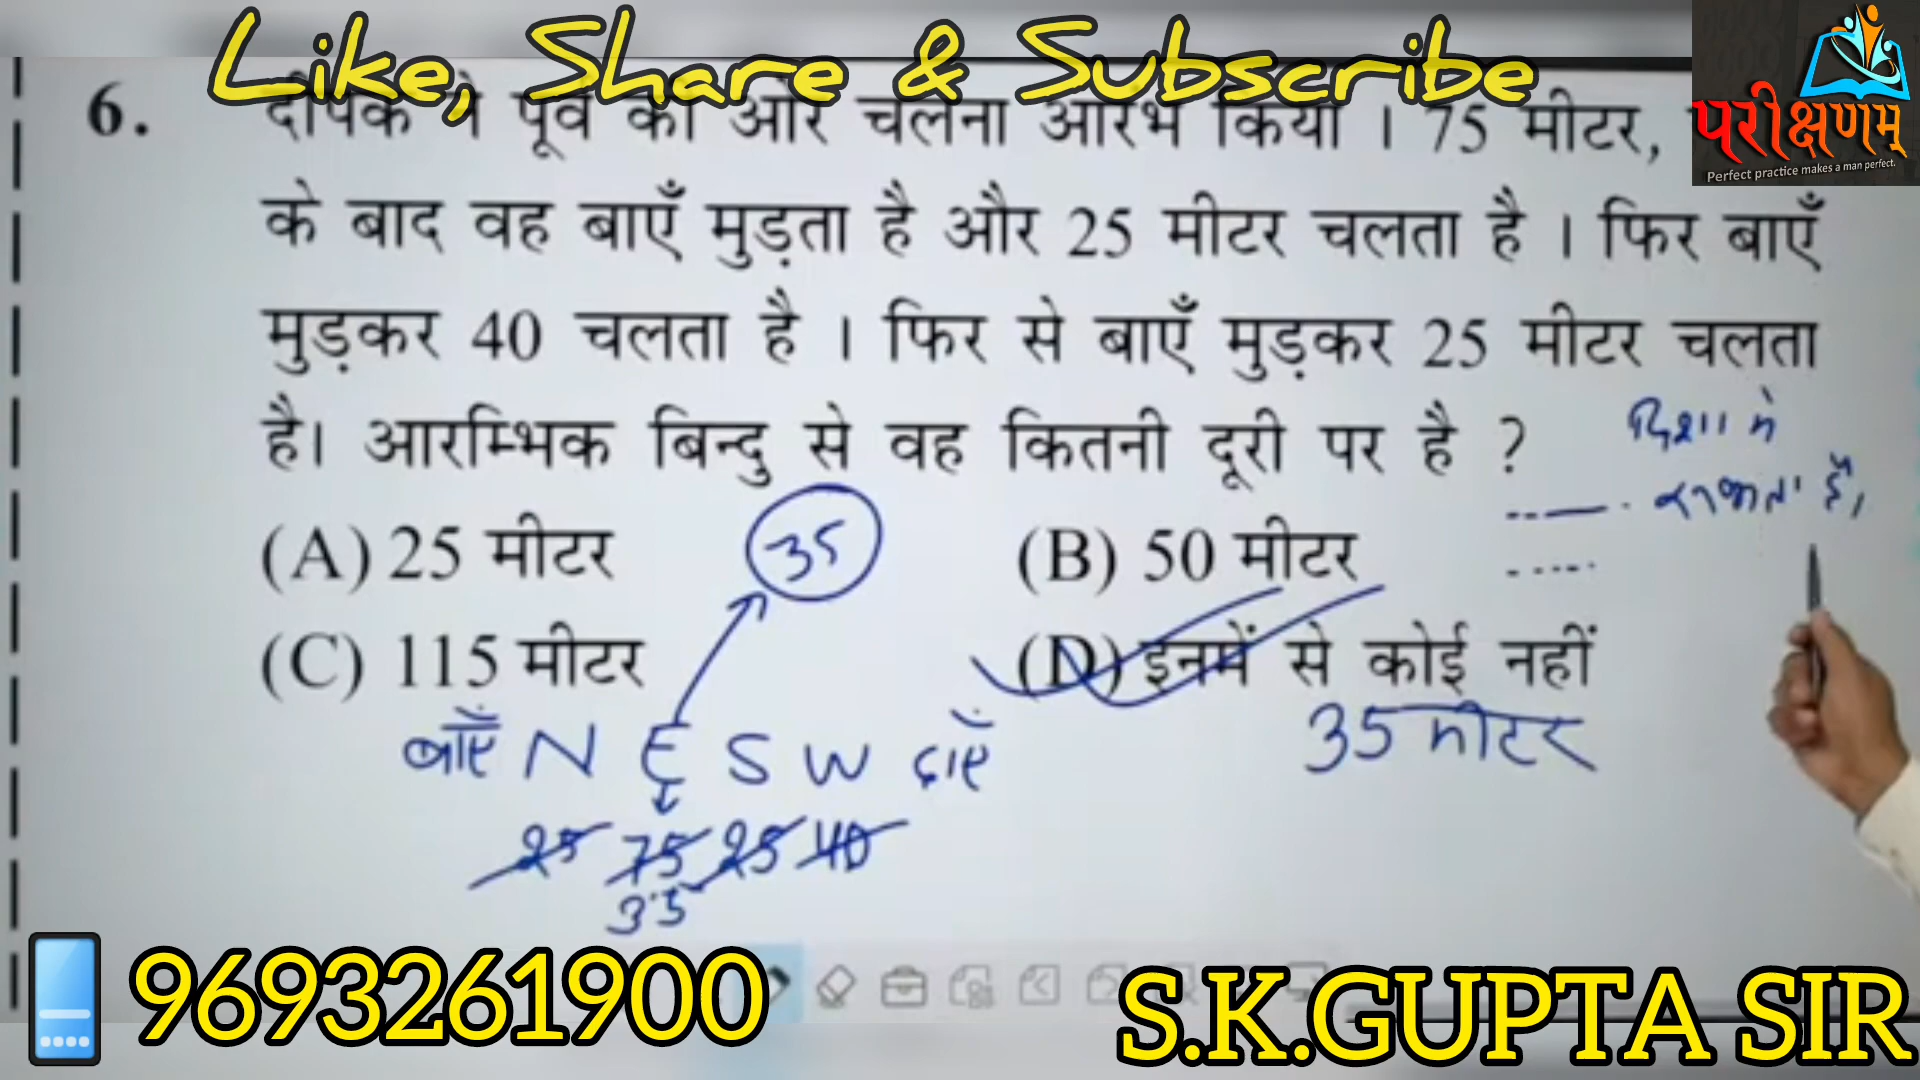 Like, Share & Subscribe
परीक्षणम्
Perfect practice makes a man perfect.
6. दीपक ने पूर्व की ओर चलना आरंभ किया । 75 मीटर,
के बाद वह बाएँ मुड़ता है और 25 मीटर चलता है । फिर बाएँ
मुड़कर 40 चलता है । फिर से बाएँ मुड़कर 25 मीटर चलता
है। आरम्भिक बिन्दु से वह कितनी दूरी पर है ?
दिशा में
सकता है।
(A) 25 मीटर
35
(B) 50 मीटर
(C) 115 मीटर
(D) इनमें से कोई नहीं
35 मीटर
बाएँ N E S W दाएँ
25 75 25 40
35
9693261900
S.K.GUPTA SIR